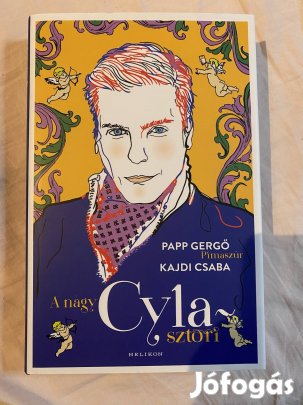 PAPP GERGŐ
Pimaszúr
KAJDI CSABA
A nagy
Cyla-
sztori
HELIKON
Jófogás